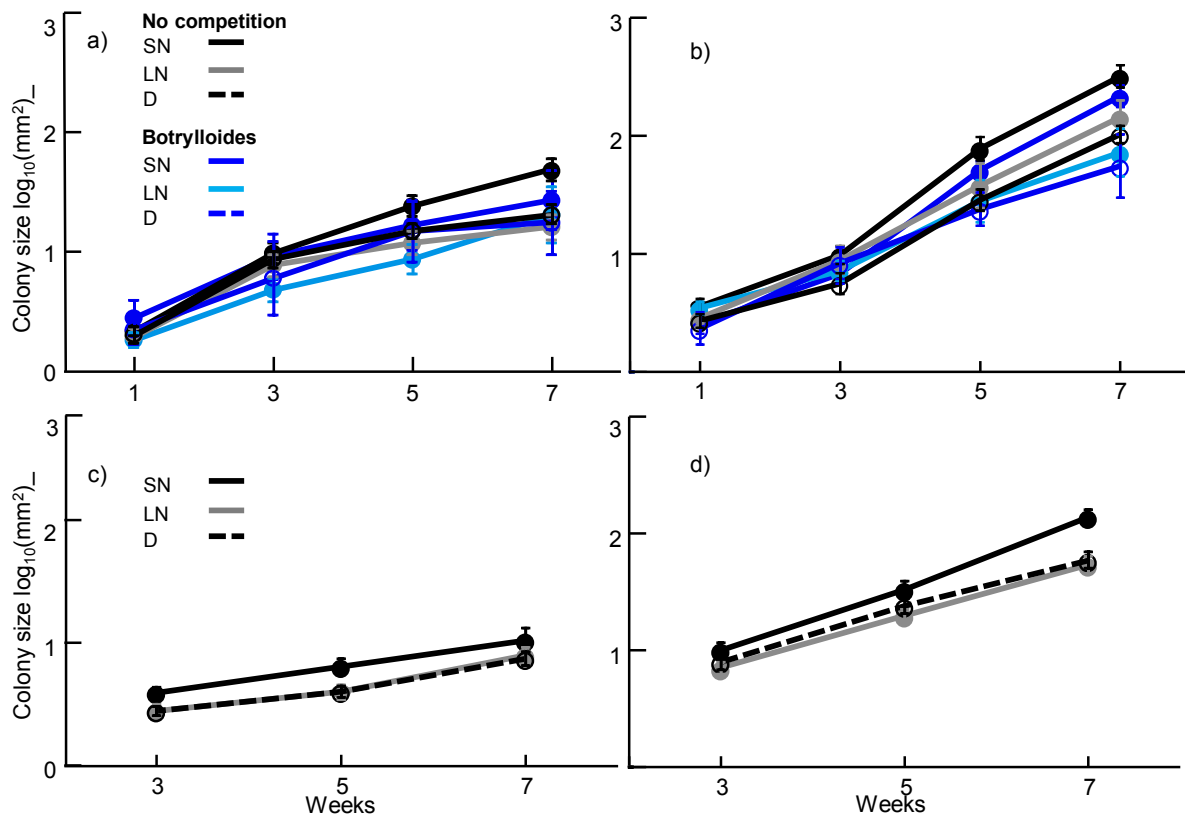 3
No competition
a)
SN
LN
D
2
Botrylloides
SN
LN
D
1
0
1 3 5 7
Colony size log₁₀(mm²)_
3
b)
2
1
1 3 5 7
3
c)
SN
LN
D
2
1
0
3 5 7
Weeks
Colony size log₁₀(mm²)_
3
d)
2
1
3 5 7
Weeks